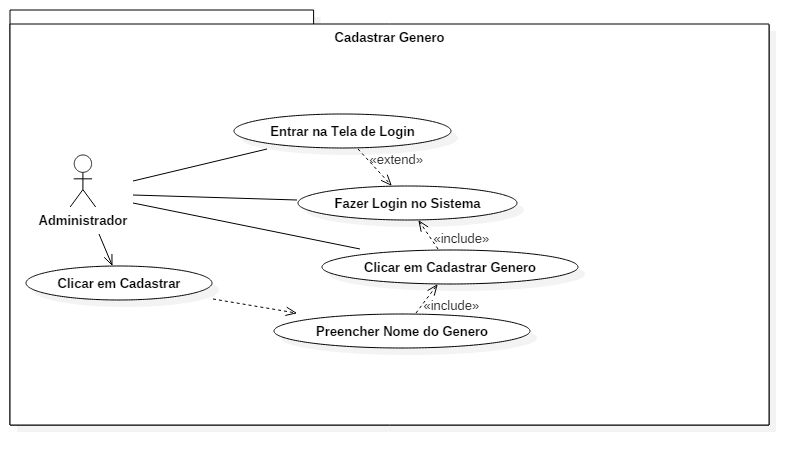 Cadastrar Genero
Entrar na Tela de Login
«extend»
Fazer Login no Sistema
Administrador
«include»
Clicar em Cadastrar Genero
Clicar em Cadastrar
«include»
Preencher Nome do Genero